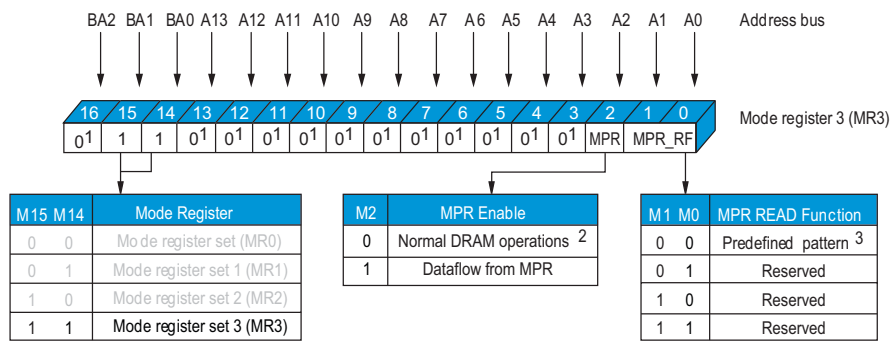 BA2 BA1 BA0 A13 A12 A11 A10 A9 A8 A7 A6 A5 A4 A3 A2 A1 A0 Address bus
16 15 14 13 12 11 10 9 8 7 6 5 4 3 2 1 0 Mode register 3 (MR3)
0¹ 1 1 0¹ 0¹ 0¹ 0¹ 0¹ 0¹ 0¹ 0¹ 0¹ 0¹ 0¹ MPR MPR_RF
M15 M14 Mode Register
0 0 Mode register set (MR0)
0 1 Mode register set 1 (MR1)
1 0 Mode register set 2 (MR2)
1 1 Mode register set 3 (MR3)
M2 MPR Enable
0 Normal DRAM operations 2
1 Dataflow from MPR
M1 M0 MPR READ Function
0 0 Predefined pattern 3
0 1 Reserved
1 0 Reserved
1 1 Reserved